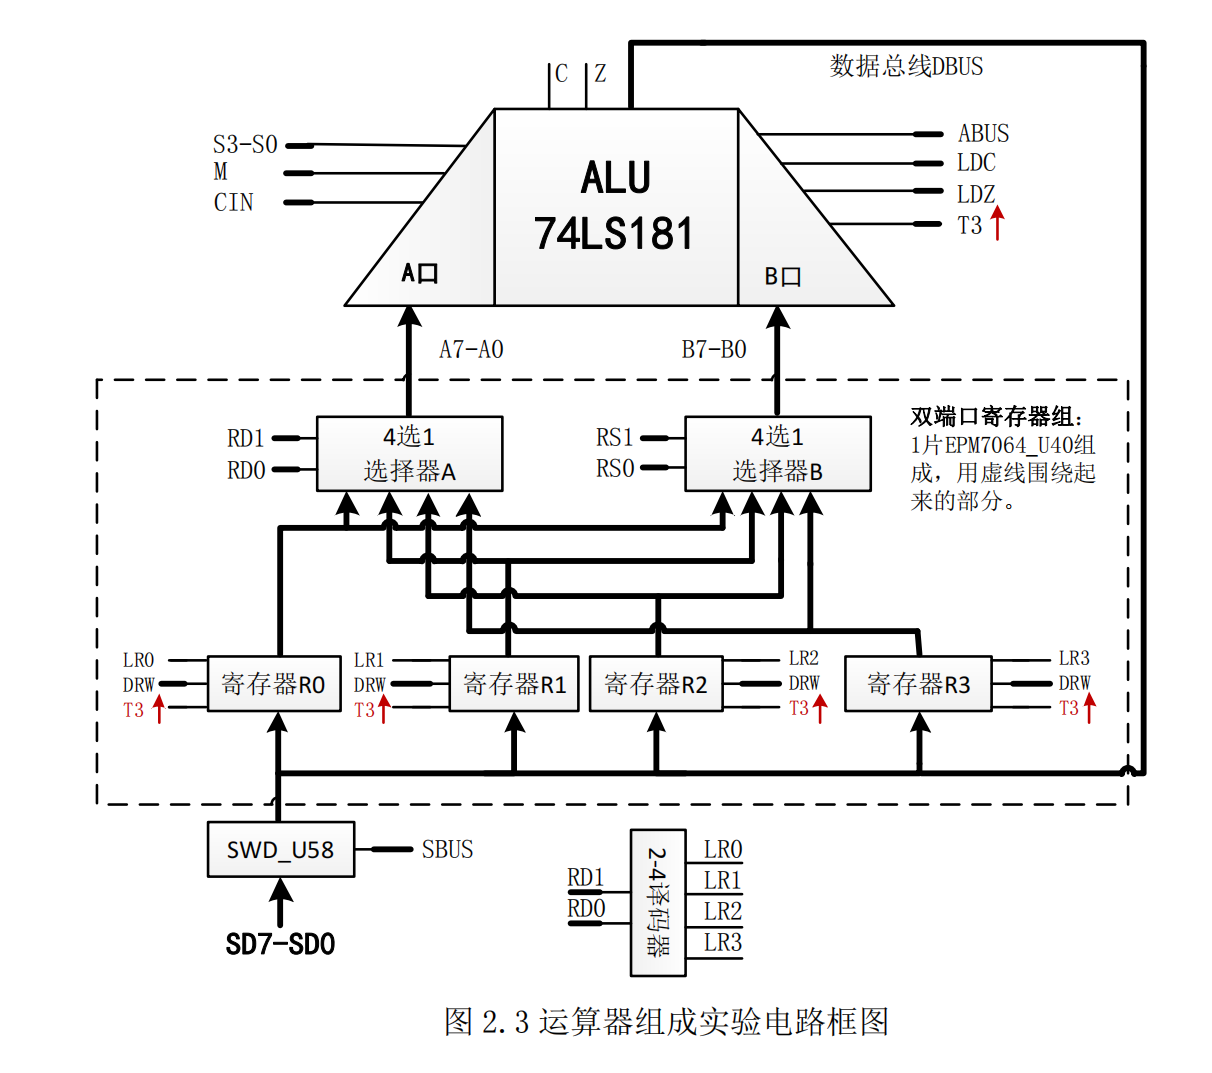 数据总线DBUS
C
Z
S3-S0
M
CIN
ALU
74LS181
ABUS
LDC
LDZ
T3
A口
B口
A7-A0
B7-B0
RD1
RD0
4选1
选择器A
RS1
RS0
4选1
选择器B
双端口寄存器组：
1片EPM7064_U40组
成，用虚线围绕起
来的部分。
LR0
DRW
T3
寄存器R0
LR1
DRW
T3
寄存器R1
寄存器R2
LR2
DRW
T3
寄存器R3
LR3
DRW
T3
SWD_U58
SBUS
SD7-SD0
RD1
RD0
2-4译码器
LR0
LR1
LR2
LR3
图 2.3 运算器组成实验电路框图